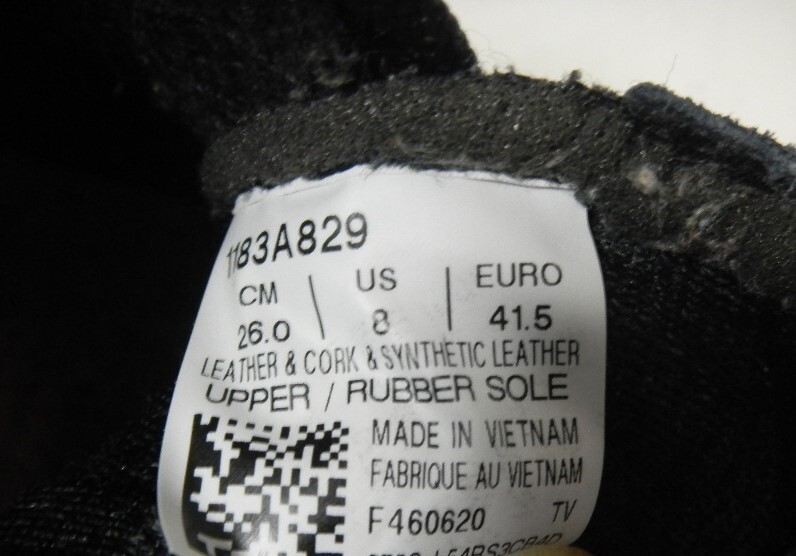 1183A829
CM | US | EURO
26.0 | 8 | 41.5
LEATHER & CORK & SYNTHETIC LEATHER
UPPER / RUBBER SOLE
MADE IN VIETNAM
FABRIQUE AU VIETNAM
F460620 TV